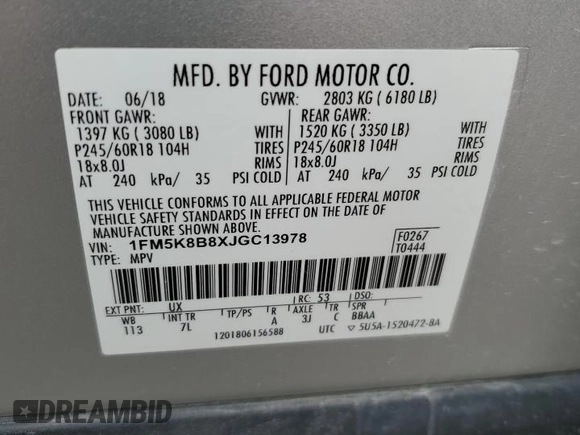 MFD. BY FORD MOTOR CO.
DATE: 06/18 GVWR: 2803 KG ( 6180 LB)
FRONT GAWR: REAR GAWR:
1397 KG ( 3080 LB) WITH 1520 KG ( 3350 LB) WITH
P245/60R18 104H TIRES P245/60R18 104H TIRES
18x8.0J RIMS 18x8.0J RIMS
AT 240 kPa/ 35 PSI COLD AT 240 kPa/ 35 PSI COLD
THIS VEHICLE CONFORMS TO ALL APPLICABLE FEDERAL MOTOR
VEHICLE SAFETY STANDARDS IN EFFECT ON THE DATE OF
MANUFACTURE SHOWN ABOVE.
VIN: 1FM5K8B8XJGC13978 F0267
TYPE: MPV T0444
EXT PNT: UX RC: 53 DSO:
WB INT TR TP/PS R AXLE TR SPR
113 7L A 3J C BBAA
1201806156588 UTC 5U5A-1520472-8A
DREAMBID